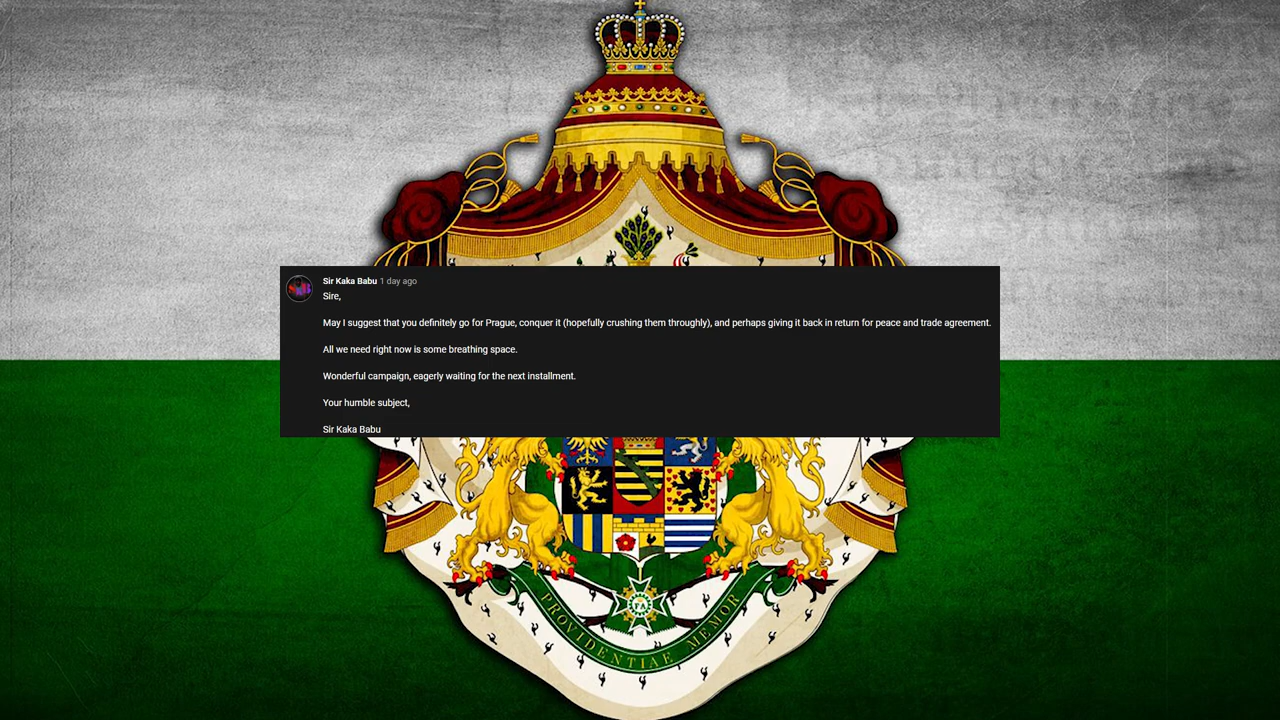 Sir Kaka Babu 1 day ago
Sire,
May I suggest that you definitely go for Prague, conquer it (hopefully crushing them throughly), and perhaps giving it back in return for peace and trade agreement.
All we need right now is some breathing space.
Wonderful campaign, eagerly waiting for the next installment.
Your humble subject,
Sir Kaka Babu
PROVIDENTIAE MEMOR